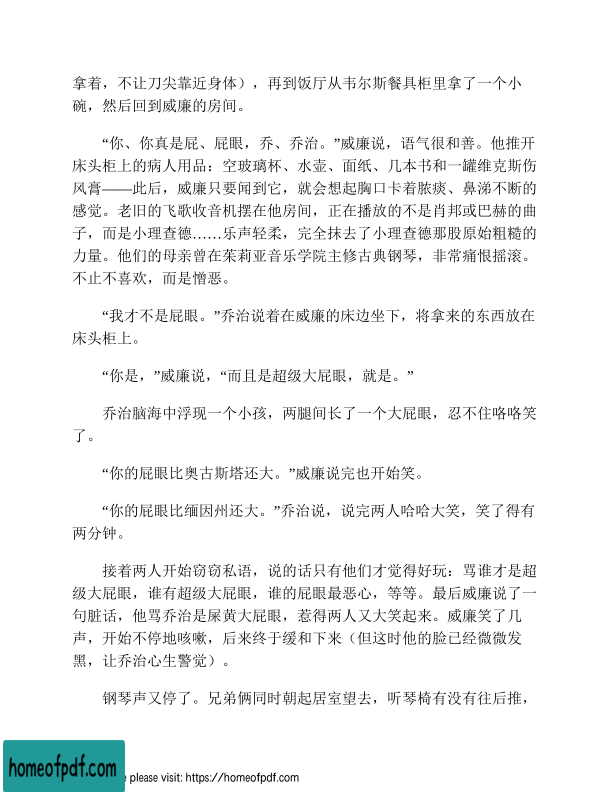 拿着，不让刀尖靠近身体），再到饭厅从韦尔斯餐具柜里拿了一个小
碗，然后回到威廉的房间。
“你、你真是屁、屁眼，乔、乔治。”威廉说，语气很和善。他推开
床头柜上的病人用品：空玻璃杯、水壶、面纸、几本书和一罐维克斯伤
风膏——此后，威廉只要闻到它，就会想起胸口卡着脓痰、鼻涕不断的
感觉。老旧的飞歌收音机摆在他房间，正在播放的不是肖邦或巴赫的曲
子，而是小理查德……乐声轻柔，完全抹去了小理查德那股原始粗糙的
力量。他们的母亲曾在茱莉亚音乐学院主修古典钢琴，非常痛恨摇滚。
不止不喜欢，而是憎恶。
“我才不是屁眼。”乔治说着在威廉的床边坐下，将拿来的东西放在
床头柜上。
“你是，”威廉说，“而且是超级大屁眼，就是。”
乔治脑海中浮现一个小孩，两腿间长了一个大屁眼，忍不住咯咯笑
了。
“你的屁眼比奥古斯塔还大。”威廉说完也开始笑。
“你的屁眼比缅因州还大。”乔治说，说完两人哈哈大笑，笑了得有
两分钟。
接着两人开始窃窃私语，说的话只有他们才觉得好玩：骂谁才是超
级大屁眼，谁有超级大屁眼，谁的屁眼最恶心，等等。最后威廉说了一
句脏话，他骂乔治是屎黄大屁眼，惹得两人又大笑起来。威廉笑了几
声，开始不停地咳嗽，后来终于缓和下来（但这时他的脸已经微微发
黑，让乔治心生警觉）。
钢琴声又停了。兄弟俩同时朝起居室望去，听琴椅有没有往后推，
homeofpdf.com
e please visit: https://homeofpdf.com